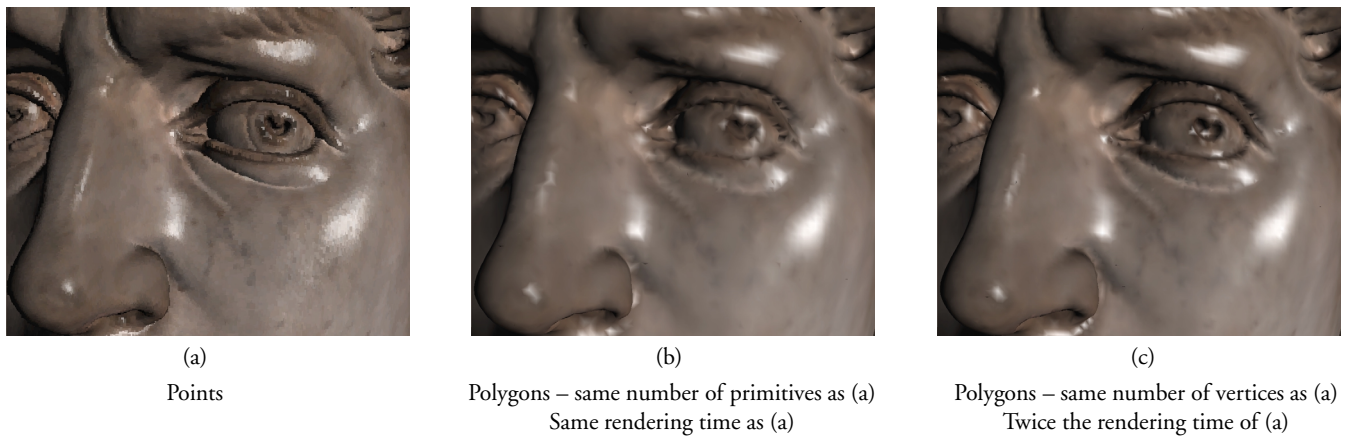 (a)
Points
(b)
Polygons – same number of primitives as (a)
Same rendering time as (a)
(c)
Polygons – same number of vertices as (a)
Twice the rendering time of (a)